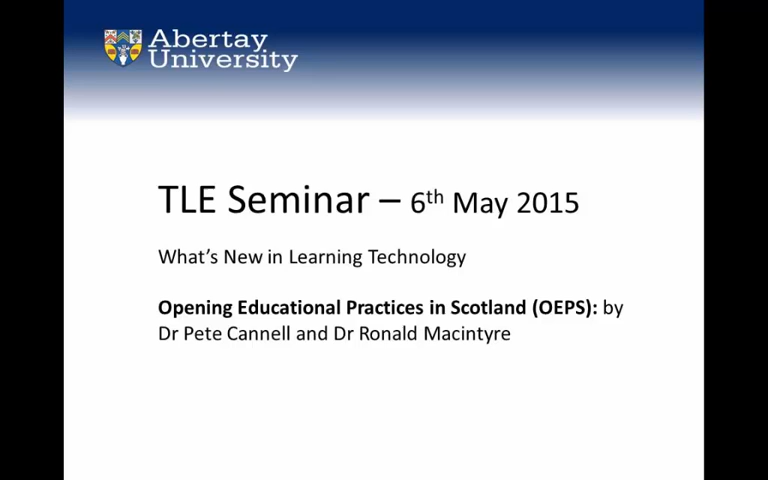 Abertay
University
TLE Seminar – 6th May 2015
What's New in Learning Technology
Opening Educational Practices in Scotland (OEPS): by
Dr Pete Cannell and Dr Ronald Macintyre